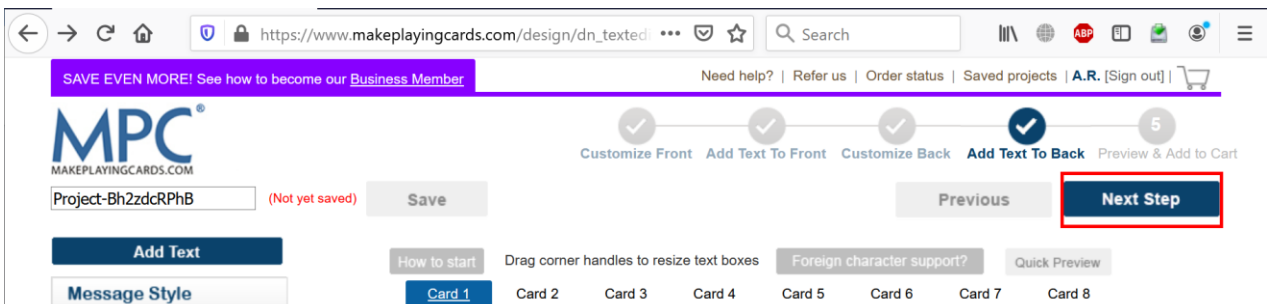 https://www.makeplayingcards.com/design/dn_texted
Search
ABP
SAVE EVEN MORE! See how to become our Business Member
Need help? | Refer us | Order status | Saved projects | A.R. [Sign out] |
MPC®
MAKEPLAYINGCARDS.COM
5
Customize Front Add Text To Front Customize Back Add Text To Back Preview & Add to Cart
Project-Bh2zdcRPhB (Not yet saved) Save Previous Next Step
Add Text
How to start Drag corner handles to resize text boxes Foreign character support? Quick Preview
Message Style
Card 1 Card 2 Card 3 Card 4 Card 5 Card 6 Card 7 Card 8